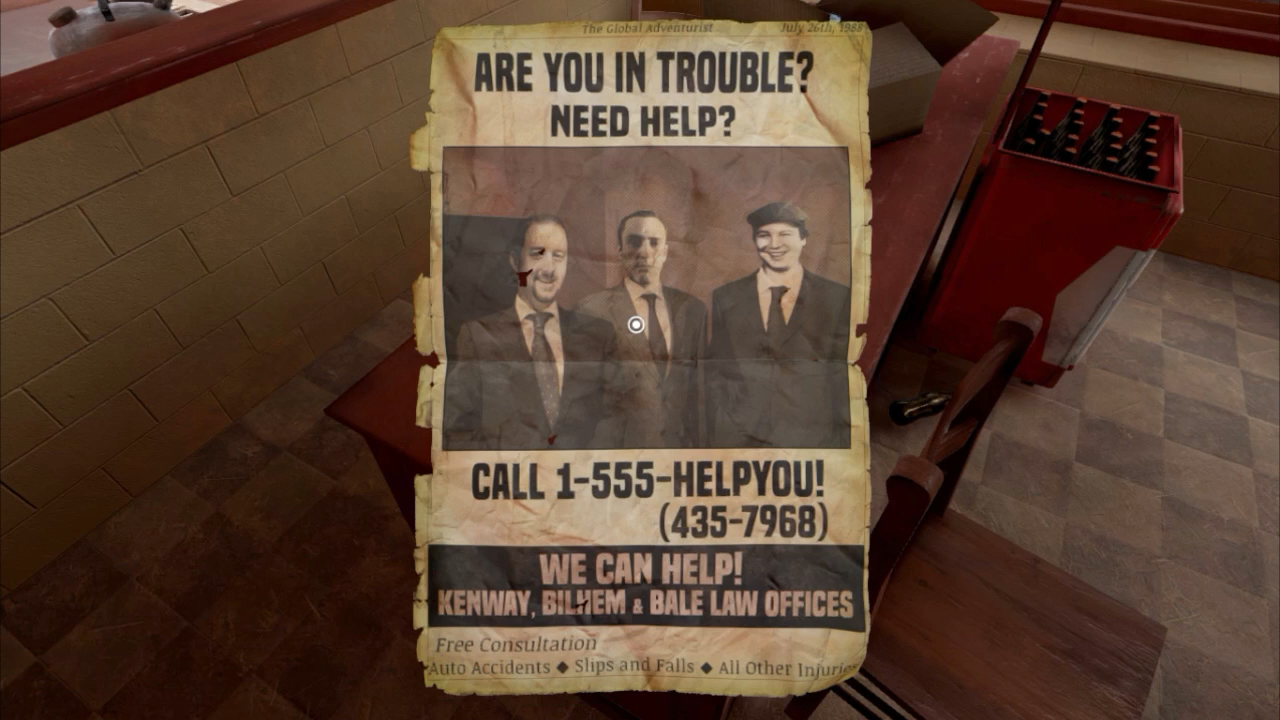 The Global Adventurist July 26th, 1988
ARE YOU IN TROUBLE?
NEED HELP?
CALL 1-555-HELPYOU!
(435-7968)
WE CAN HELP!
KENWAY, BILHEM & BALE LAW OFFICES
Free Consultation
Auto Accidents ◆ Slips and Falls ◆ All Other Injuries